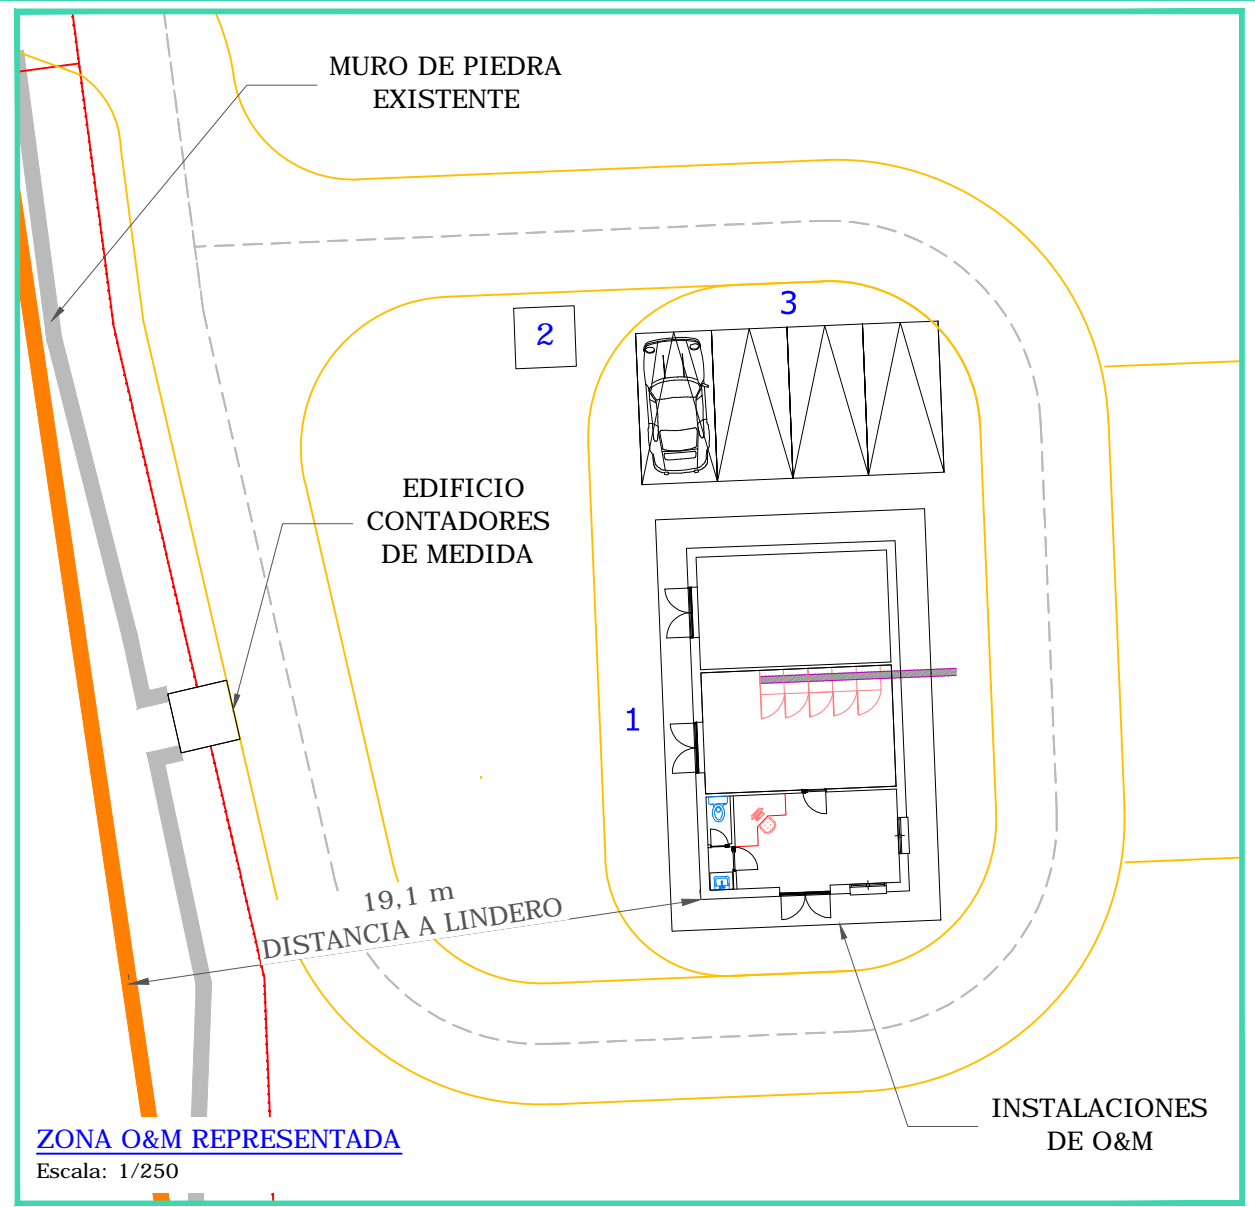 MURO DE PIEDRA
EXISTENTE
3
2
EDIFICIO
CONTADORES
DE MEDIDA
1
19,1 m
DISTANCIA A LINDERO
INSTALACIONES
DE O&M
ZONA O&M REPRESENTADA
Escala: 1/250